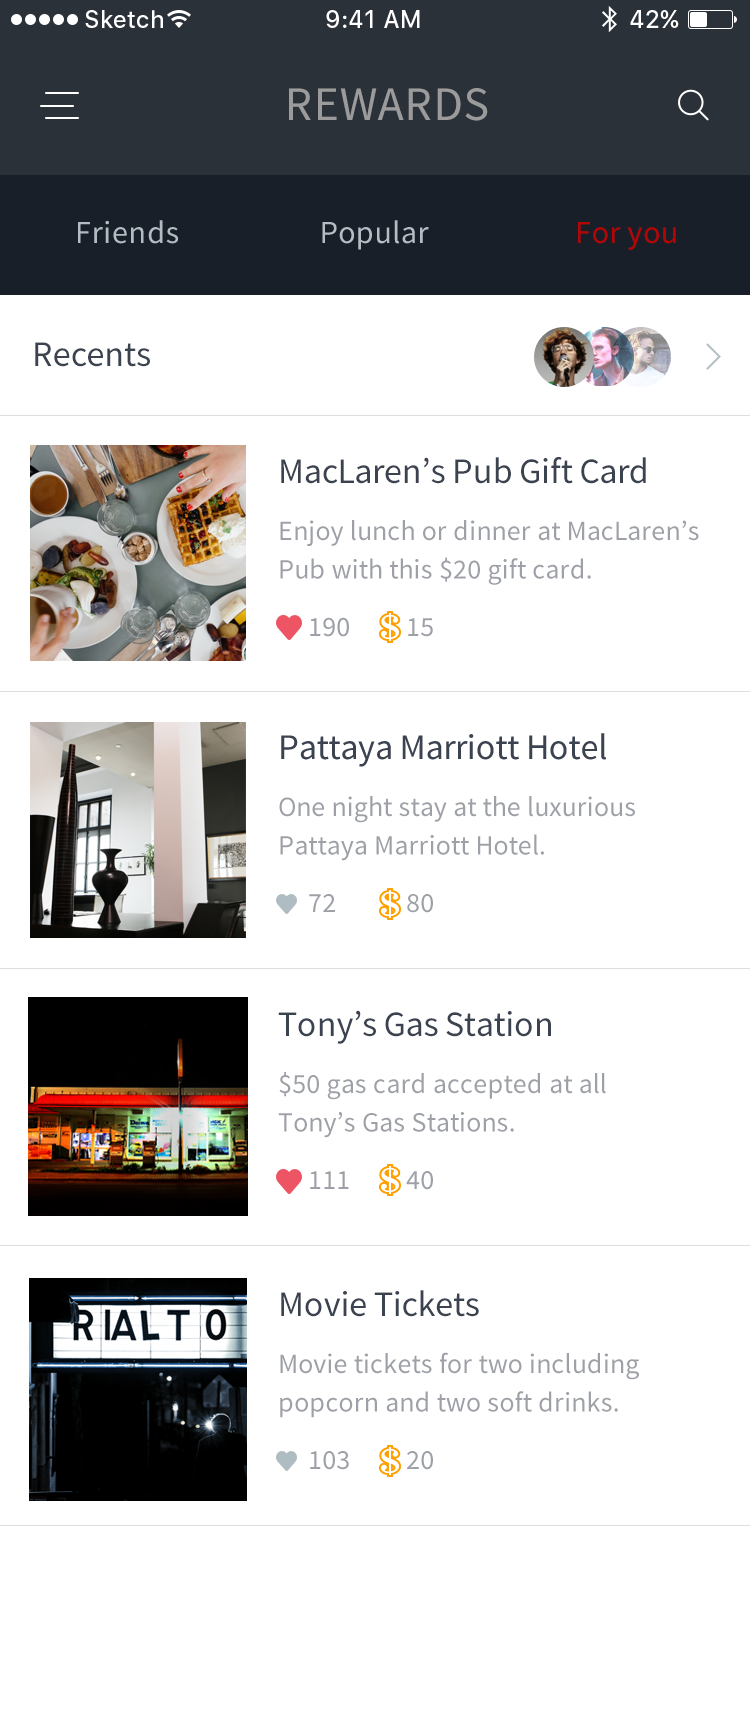 Sketch 9:41 AM 42%
REWARDS
Friends Popular For you
Recents
MacLaren’s Pub Gift Card
Enjoy lunch or dinner at MacLaren’s
Pub with this $20 gift card.
190 $ 15
Pattaya Marriott Hotel
One night stay at the luxurious
Pattaya Marriott Hotel.
72 $ 80
Tony’s Gas Station
$50 gas card accepted at all
Tony’s Gas Stations.
111 $ 40
RIALTO
Movie Tickets
Movie tickets for two including
popcorn and two soft drinks.
103 $ 20